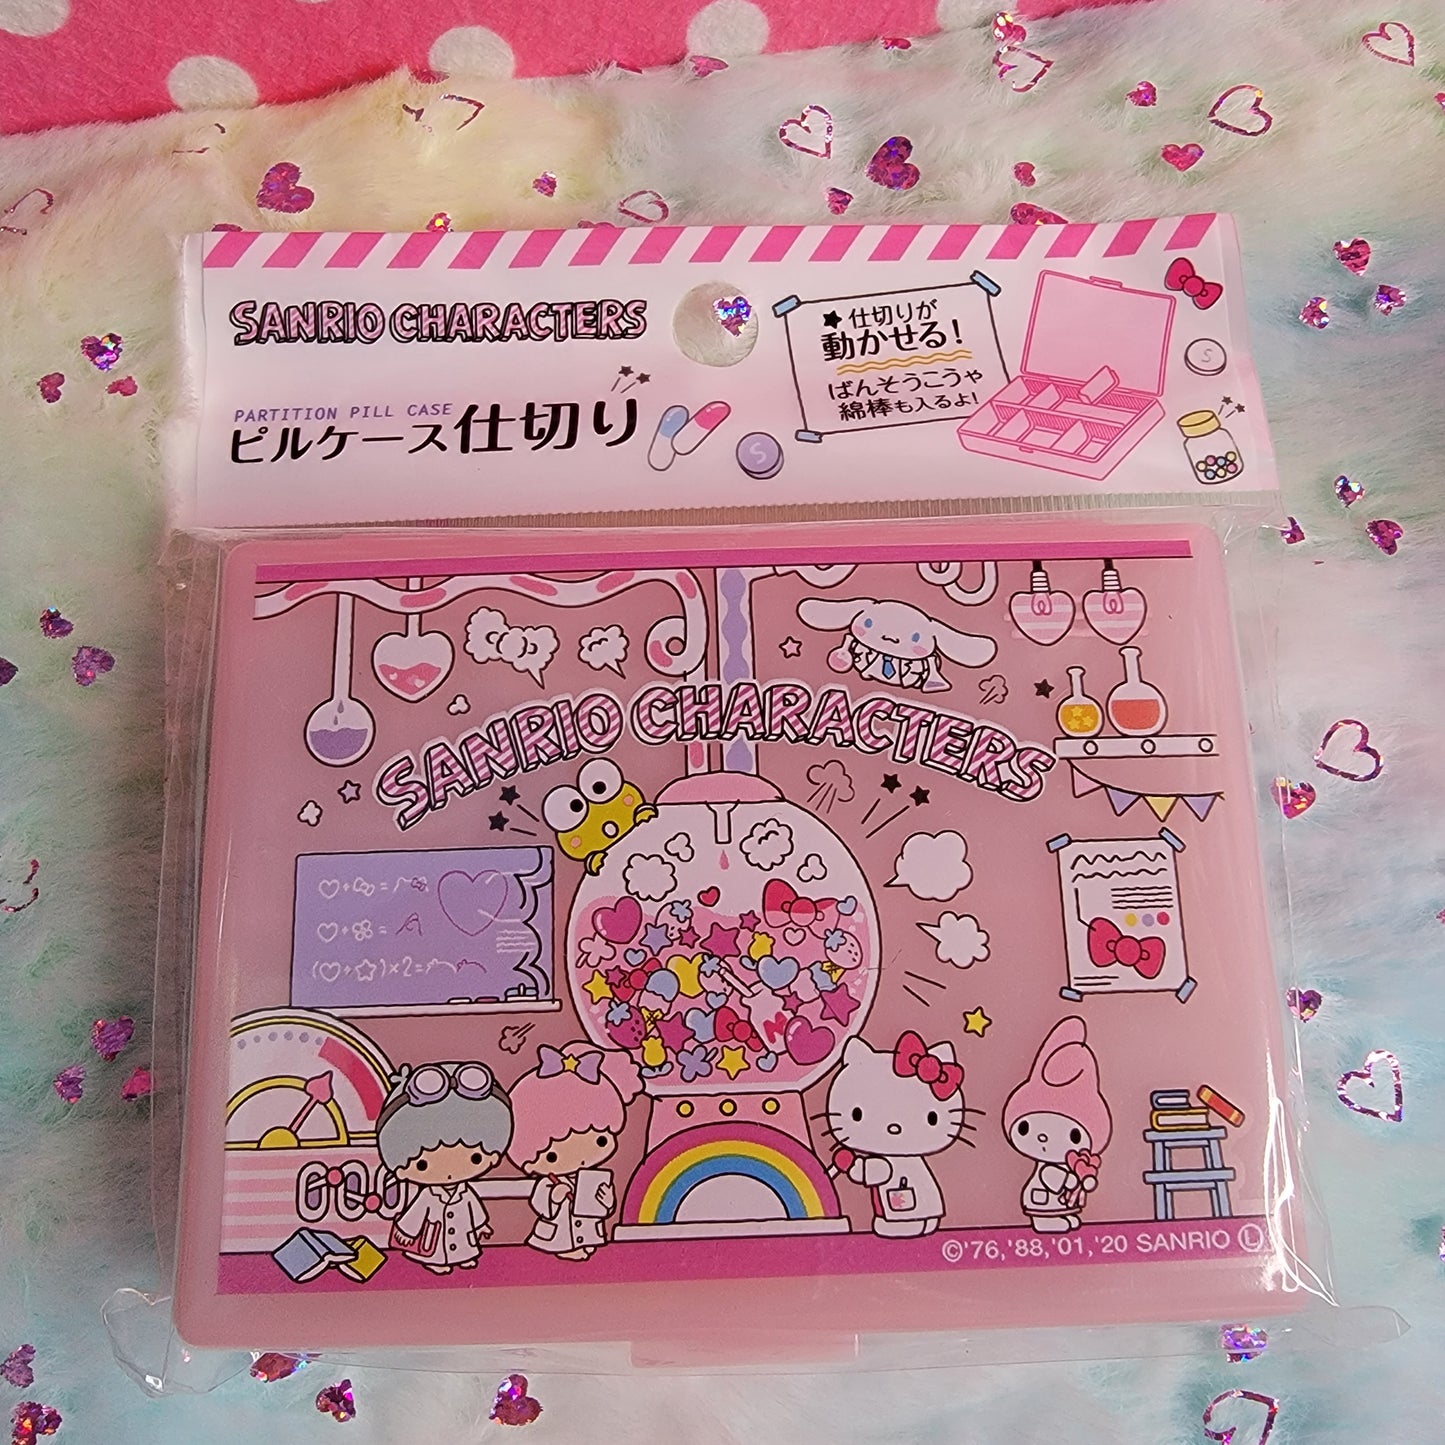 SANRIO CHARACTERS
PARTITION PILL CASE
ピルケース仕切り
S
★仕切りが
動かせる!
ばんそうこうや
綿棒も入るよ!
S
SANRIO CHARACTERS
©'76,'88,'01,'20 SANRIO Ⓛ